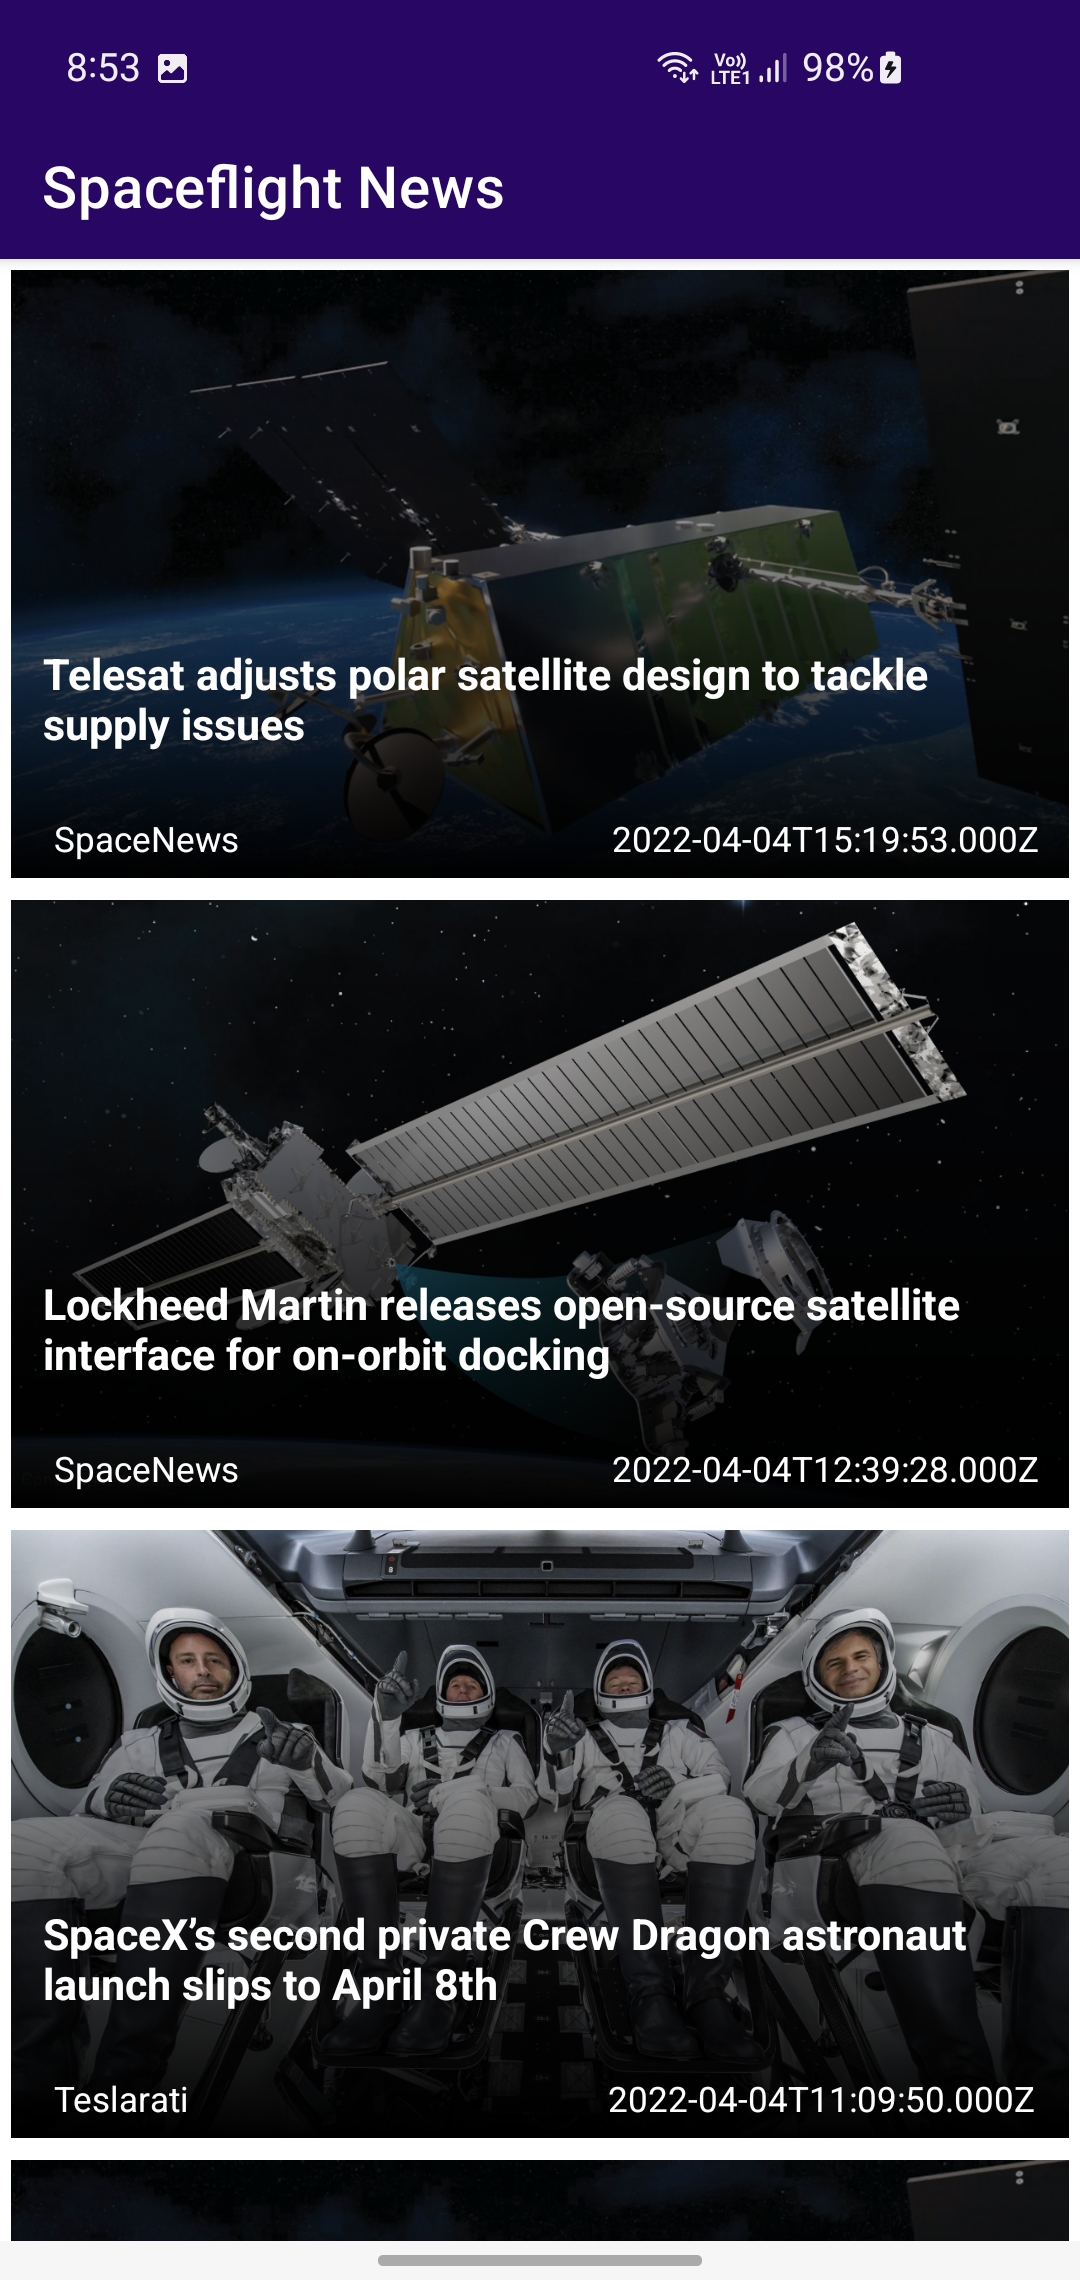 8:53
Vo))
LTE1
98%
Spaceflight News
Telesat adjusts polar satellite design to tackle
supply issues
SpaceNews
2022-04-04T15:19:53.000Z
Lockheed Martin releases open-source satellite
interface for on-orbit docking
SpaceNews
2022-04-04T12:39:28.000Z
SpaceX’s second private Crew Dragon astronaut
launch slips to April 8th
Teslarati
2022-04-04T11:09:50.000Z